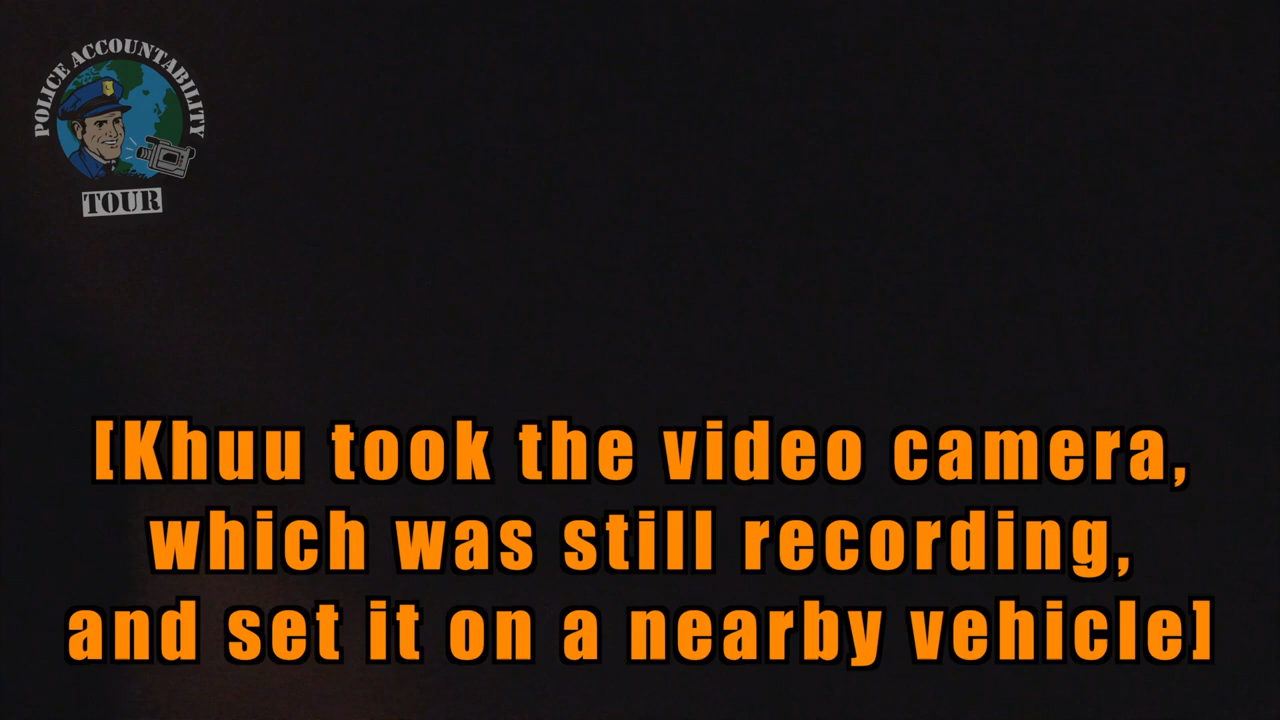 POLICE ACCOUNTABILITY
TOUR
[Khuu took the video camera,
which was still recording,
and set it on a nearby vehicle]